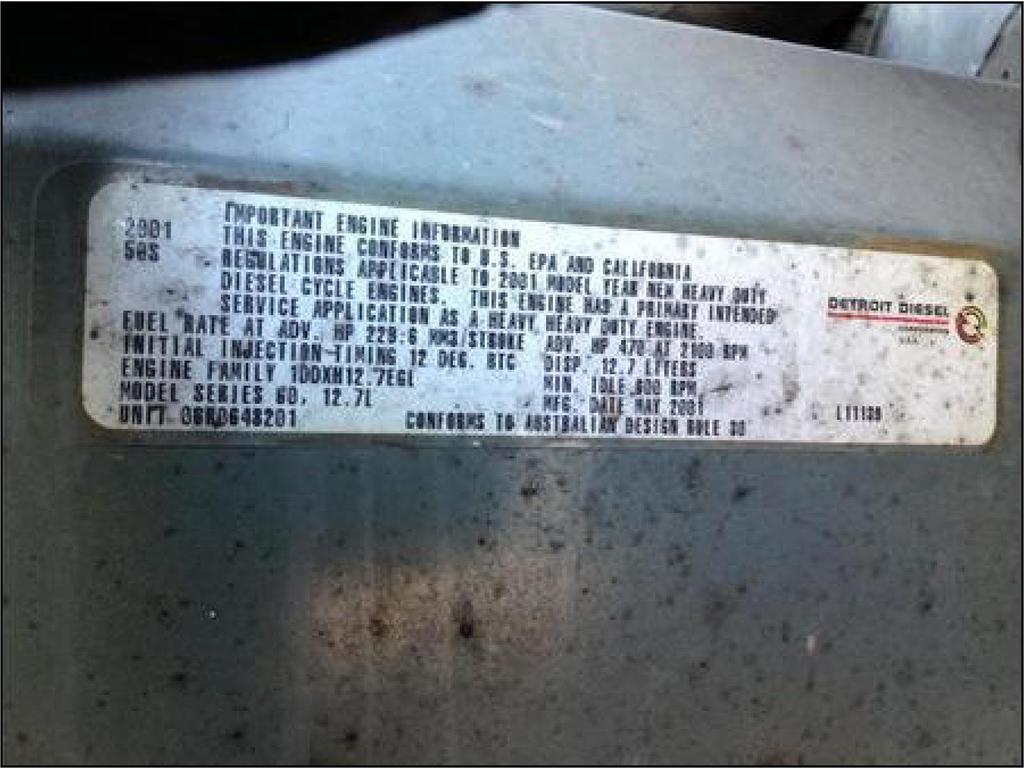 IMPORTANT ENGINE INFORMATION
2001 THIS ENGINE CONFORMS TO U.S. EPA AND CALIFORNIA
50S REGULATIONS APPLICABLE TO 2001 MODEL YEAR NEW HEAVY DUTY
DIESEL CYCLE ENGINES. THIS ENGINE HAS A PRIMARY INTENDED
SERVICE APPLICATION AS A HEAVY HEAVY DUTY ENGINE.
FUEL RATE AT ADV. HP 229.6 MM3/STROKE ADV. HP 470 AT 2100 RPM
INITIAL INJECTION TIMING 12 DEG. BTC DISP. 12.7 LITERS
ENGINE FAMILY 1DDXH12.7EGL MIN. IDLE 600 RPM
MODEL SERIES 60, 12.7L MFG. DATE MAY 2001
UNIT 06R0648201 CONFORMS TO AUSTRALIAN DESIGN RULE 30
DETROIT DIESEL